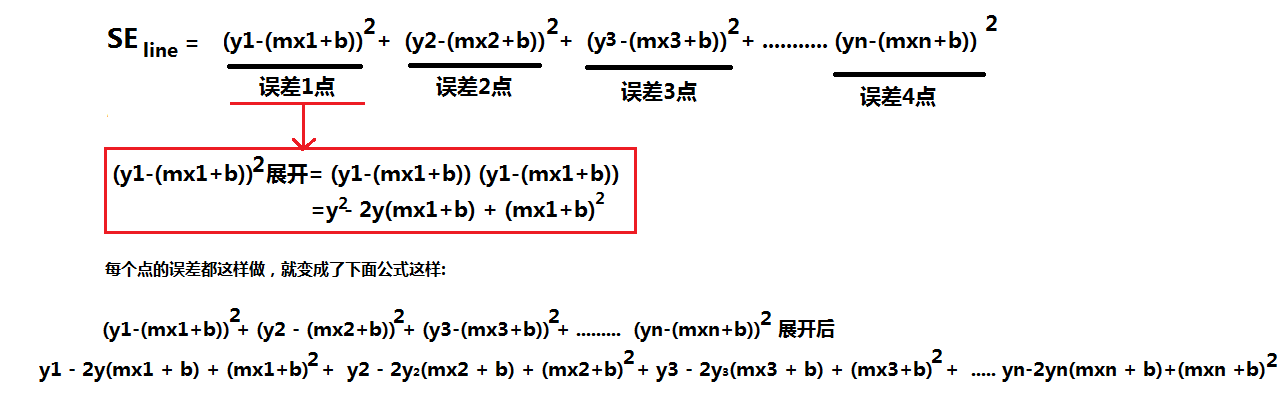 SE line = (y1-(mx1+b))² + (y2-(mx2+b))² + (y3-(mx3+b))² + ........... (yn-(mxn+b))²
误差1点 误差2点 误差3点 误差4点
(y1-(mx1+b))²展开= (y1-(mx1+b)) (y1-(mx1+b))
=y²- 2y(mx1+b) + (mx1+b)²
每个点的误差都这样做，就变成了下面公式这样:
(y1-(mx1+b))²+ (y2 - (mx2+b))²+ (y3-(mx3+b))²+ ......... (yn-(mxn+b))² 展开后
y1 - 2y(mx1 + b) + (mx1+b)²+ y2 - 2y₂(mx2 + b) + (mx2+b)²+ y3 - 2y₃(mx3 + b) + (mx3+b)²+ ..... yn-2yn(mxn + b)+(mxn +b)²